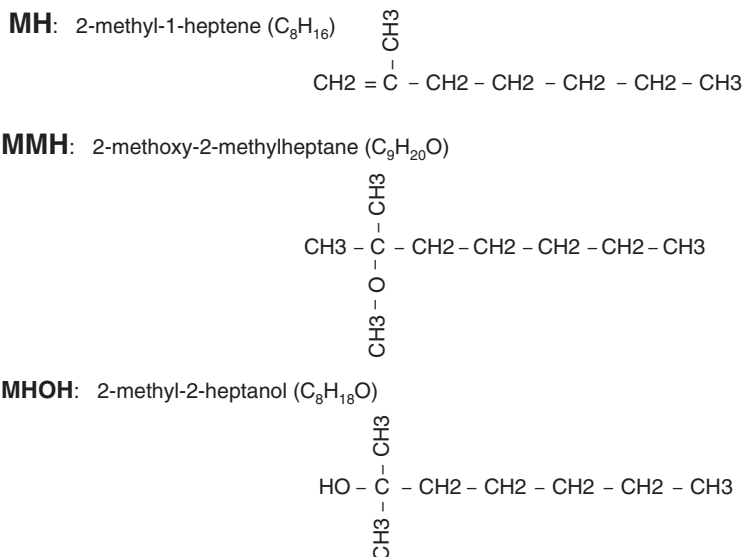 MH: 2-methyl-1-heptene (C₈H₁₆)
CH3
CH2 = C – CH2 – CH2 – CH2 – CH2 – CH3
MMH: 2-methoxy-2-methylheptane (C₉H₂₀O)
CH3
CH3 – C – CH2 – CH2 – CH2 – CH2 – CH3
O
CH3
MHOH: 2-methyl-2-heptanol (C₈H₁₈O)
CH3
HO – C – CH2 – CH2 – CH2 – CH2 – CH3
CH3